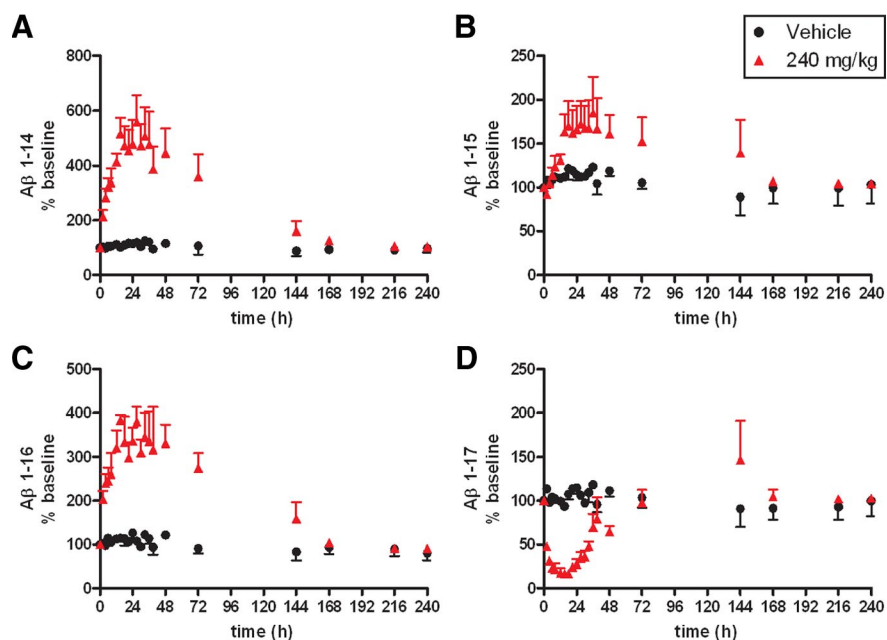 A
Aβ 1-14
% baseline
800
600
400
200
0
0 24 48 72 96 120 144 168 192 216 240
time (h)
B
Vehicle
240 mg/kg
Aβ 1-15
% baseline
250
200
150
100
50
0
0 24 48 72 96 120 144 168 192 216 240
time (h)
C
Aβ 1-16
% baseline
500
400
300
200
100
0
0 24 48 72 96 120 144 168 192 216 240
time (h)
D
Aβ 1-17
% baseline
250
200
150
100
50
0
0 24 48 72 96 120 144 168 192 216 240
time (h)